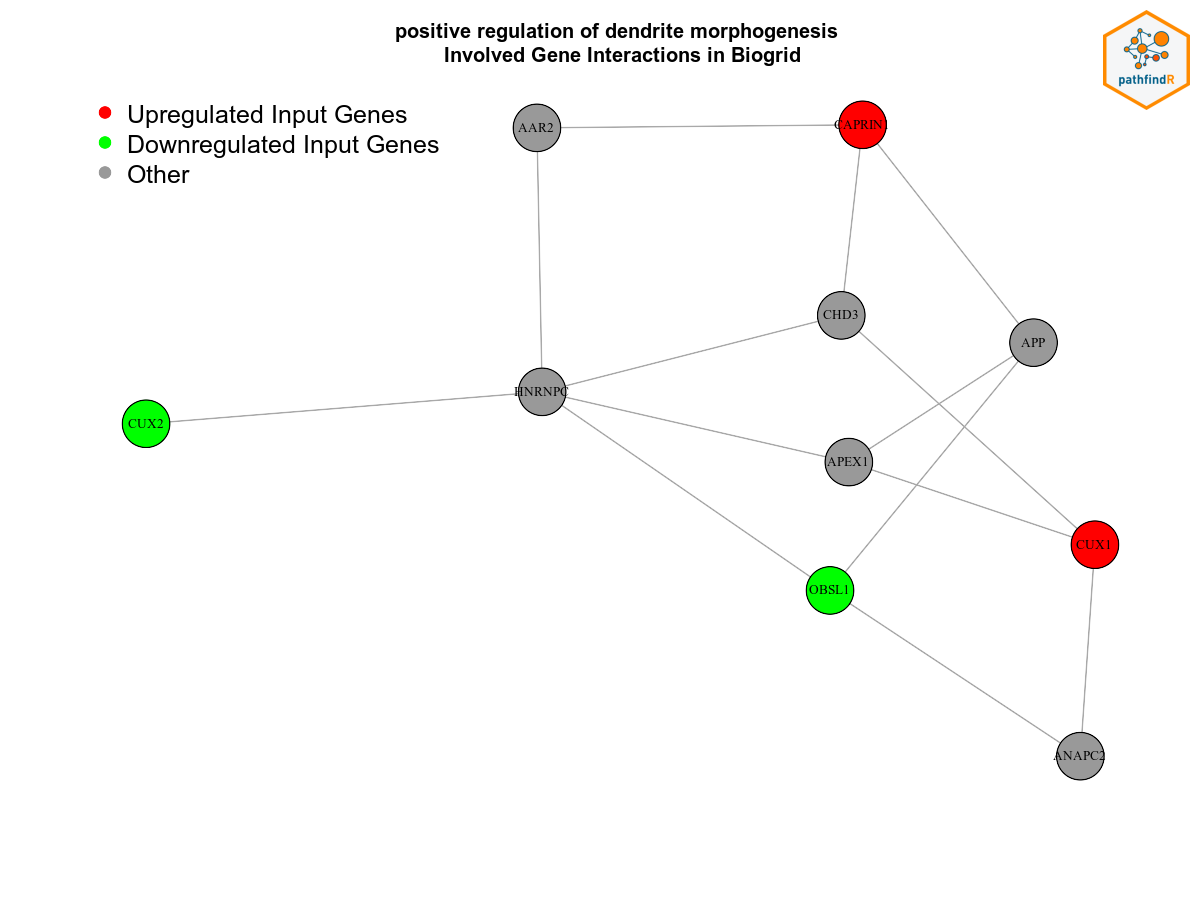 positive regulation of dendrite morphogenesis
Involved Gene Interactions in Biogrid
pathfindR
Upregulated Input Genes
Downregulated Input Genes
Other
AAR2
CAPRIN1
CHD3
APP
HNRNPC
CUX2
APEX1
CUX1
OBSL1
ANAPC2